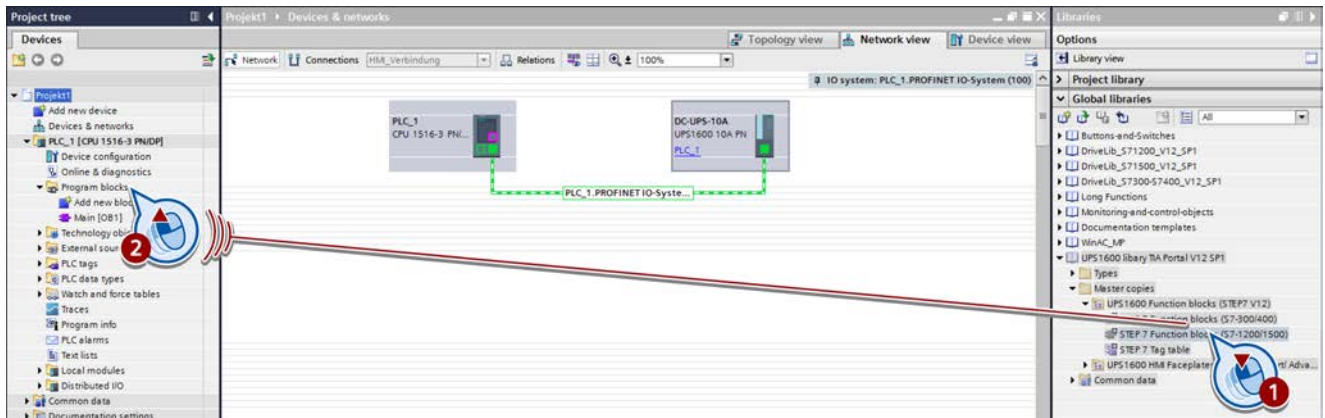 Project tree
Devices
Projekt1
Add new device
Devices & networks
PLC_1 [CPU 1516-3 PN/DP]
Device configuration
Online & diagnostics
Program blocks
Add new bloc
Main [OB1]
Technology obj
External sour
PLC tags
PLC data types
Watch and force tables
Traces
Program info
PLC alarms
Text lists
Local modules
Distributed I/O
Common data
Documentation settings
2
Projekt1 ▸ Devices & networks
Topology view
Network view
Device view
Network
Connections
HMI_Verbindung
Relations
100%
IO system: PLC_1.PROFINET IO-System (100)
PLC_1
CPU 1516-3 PN/...
DC-UPS-10A
UPS1600 10A PN
PLC_1
PLC_1.PROFINET IO-Syste...
Libraries
Options
Library view
Project library
Global libraries
All
Buttons-and-Switches
DriveLib_S71200_V12_SP1
DriveLib_S71500_V12_SP1
DriveLib_S7300-S7400_V12_SP1
Long Functions
Monitoring-and-control-objects
Documentation templates
WinAC_MP
UPS1600 libary TIA Portal V12 SP1
Types
Master copies
UPS1600 Function blocks (STEP7 V12)
Function blocks (S7-300/400)
STEP 7 Function bloc (S7-1200/1500)
STEP 7 Tag table
UPS1600 HMI Faceplate Adva...
Common data
1